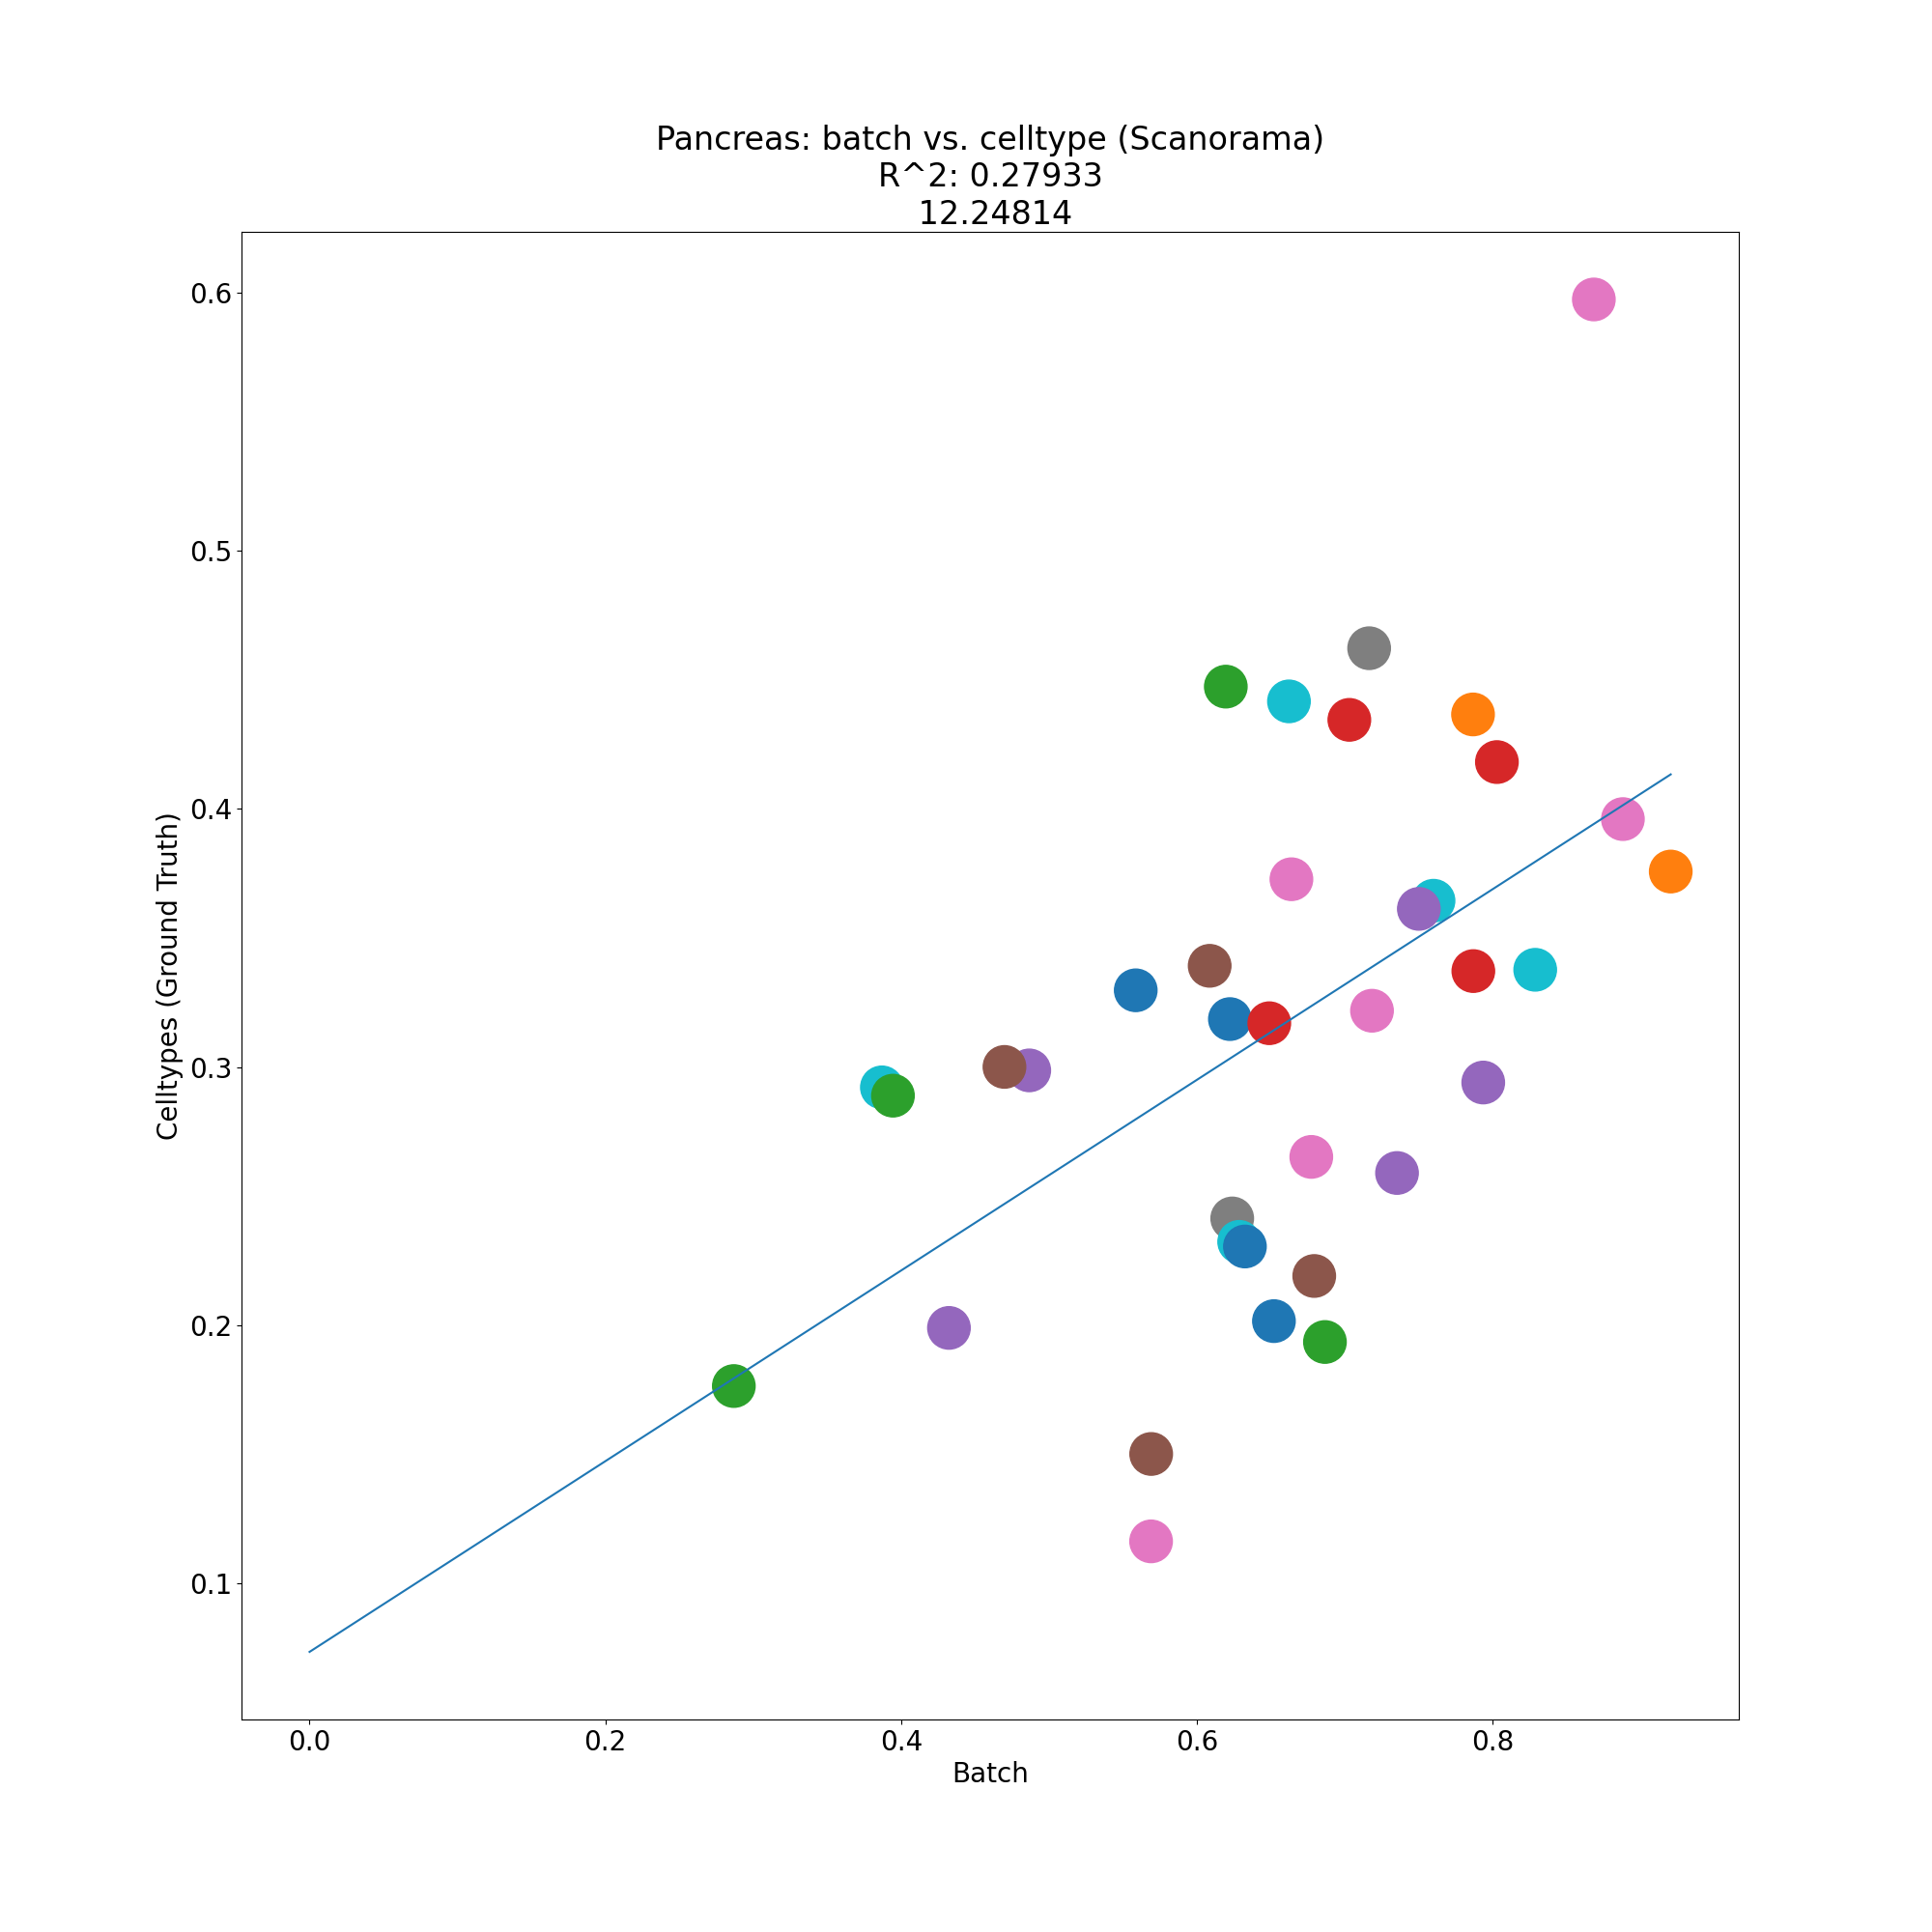 Pancreas: batch vs. celltype (Scanorama)
R^2: 0.27933
12.24814
Celltypes (Ground Truth)
0.6
0.5
0.4
0.3
0.2
0.1
0.0 0.2 0.4 0.6 0.8
Batch